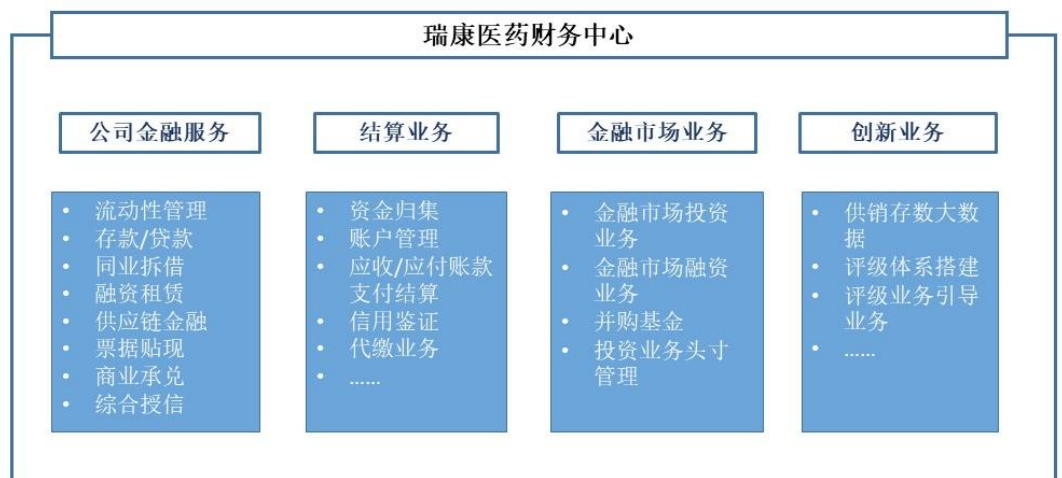 瑞康医药财务中心
公司金融服务
• 流动性管理
• 存款/贷款
• 同业拆借
• 融资租赁
• 供应链金融
• 票据贴现
• 商业承兑
• 综合授信
结算业务
• 资金归集
• 账户管理
• 应收/应付账款
支付结算
• 信用鉴证
• 代缴业务
• ……
金融市场业务
• 金融市场投资
业务
• 金融市场融资
业务
• 并购基金
• 投资业务头寸
管理
创新业务
• 供销存数大数
据
• 评级体系搭建
• 评级业务引导
业务
• ……